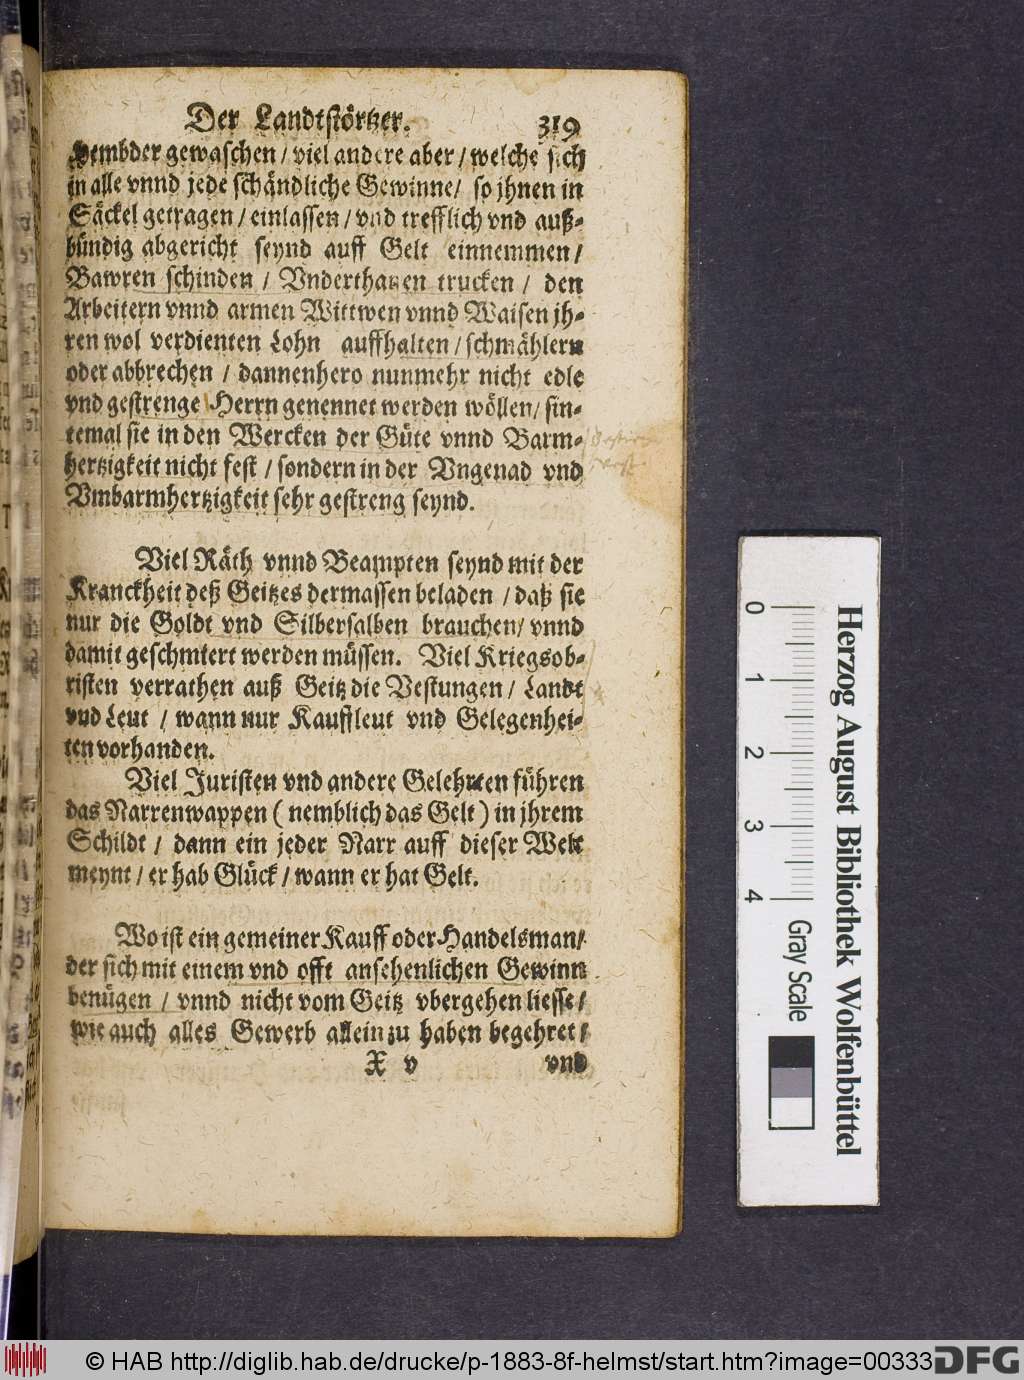 Der Landtstörtzer. 319
Hembder gewaschen / viel andere aber / welche sich
in alle vnnd jede schändliche Gewinne / so jhnen in
Säckel getragen / einlassen / vnd trefflich vnd auß-
bündig abgericht seynd auff Gelt einnemmen /
Bawren schinden / Vnderthanen trucken / den
Arbeitern vnnd armen Wittwen vnnd Waisen jh-
ren wol verdienten Lohn auffhalten / schmählern
oder abbrechen / dannenhero nunmehr nicht edle
vnd gestrenge Herrn genennet werden wöllen / sin-
temal sie in den Wercken der Güte vnnd Barm-
hertzigkeit nicht fest / sondern in der Vngenad vnd
Vmbarmhertzigkeit sehr gestreng seynd.
Viel Räth vnnd Beampten seynd mit der
Kranckheit deß Geitzes dermassen beladen / daß sie
nur die Goldt vnd Silbersalben brauchen / vnnd
damit geschmiert werden müssen. Viel Kriegsob-
risten verrathen auß Geitz die Vestungen / Landt
vnd Leut / wann nur Kauffleut vnd Gelegenhei-
ten vorhanden.
Viel Juristen vnd andere Gelehrten führen
das Narrenwappen ( nemblich das Gelt ) in jhrem
Schildt / dann ein jeder Narr auff dieser Welt
meynt / er hab Glück / wann er hat Gelt.
Wo ist ein gemeiner Kauff oder Handelsman /
der sich mit einem vnd offt ansehenlichen Gewinn
benügen / vnnd nicht vom Geitz vbergehen liesse /
wie auch alles Gewerb allein zu haben begehret /
X v vnd
0 1 2 3 4
Gray Scale
Herzog August Bibliothek Wolfenbüttel
© HAB http://diglib.hab.de/drucke/p-1883-8f-helmst/start.htm?image=00333
DFG